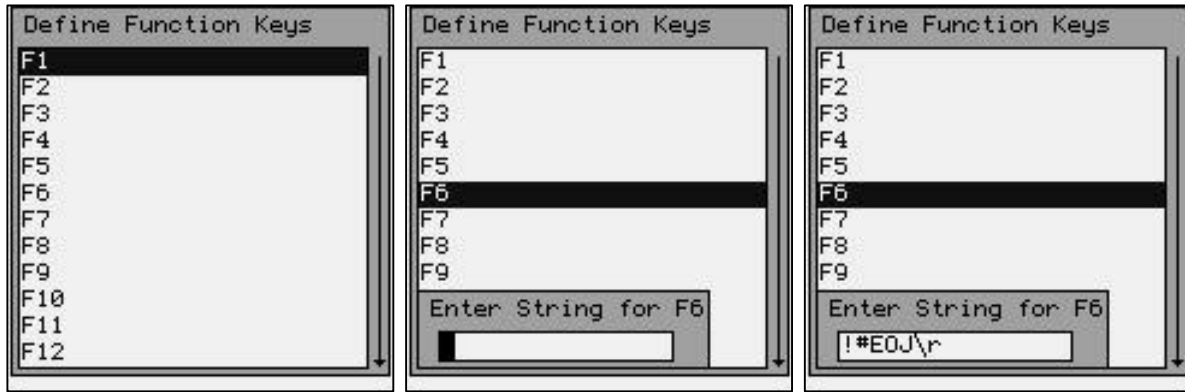 Define Function Keys
F1
F2
F3
F4
F5
F6
F7
F8
F9
F10
F11
F12
Define Function Keys
F1
F2
F3
F4
F5
F6
F7
F8
F9
Enter String for F6
Define Function Keys
F1
F2
F3
F4
F5
F6
F7
F8
F9
Enter String for F6
!#EOJ\r